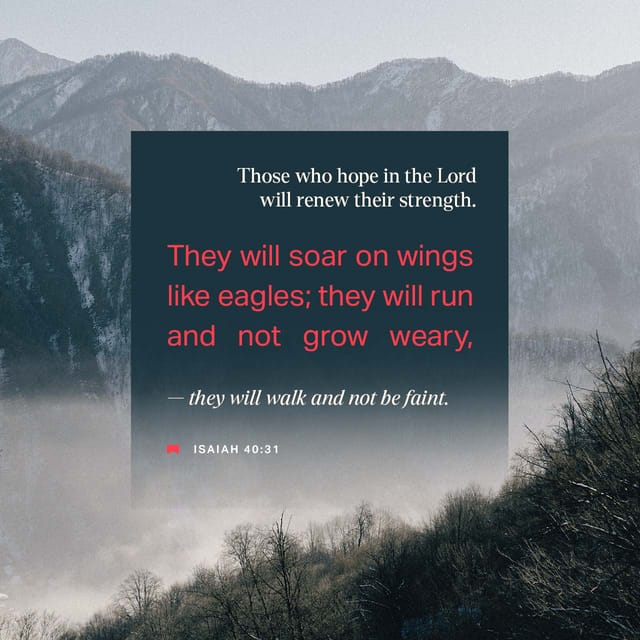 Those who hope in the Lord
will renew their strength.
They will soar on wings
like eagles; they will run
and not grow weary,
— they will walk and not be faint.
ISAIAH 40:31